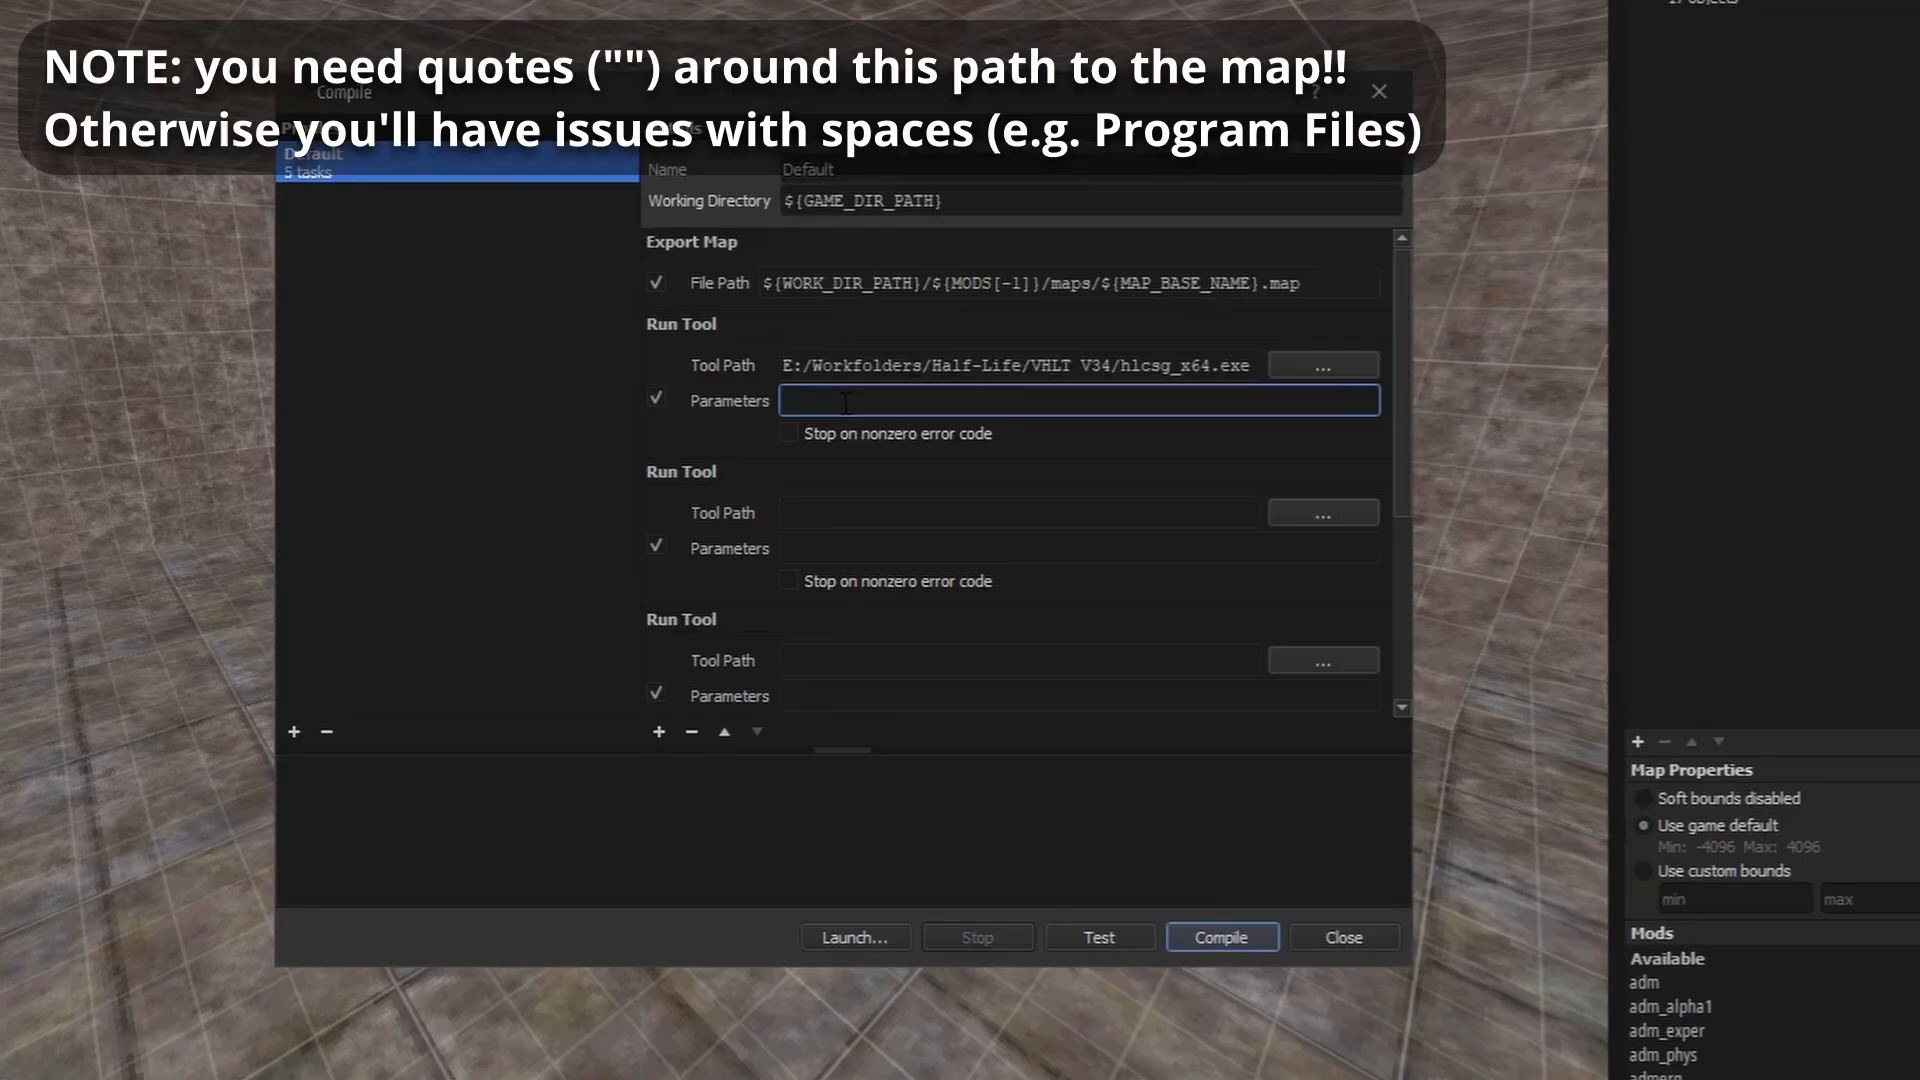 17 objects
NOTE: you need quotes ("") around this path to the map!!
Otherwise you'll have issues with spaces (e.g. Program Files)
Compile
?
Default
5 tasks
Name Default
Working Directory ${GAME_DIR_PATH}
Export Map
File Path ${WORK_DIR_PATH}/${MODS[-1]}/maps/${MAP_BASE_NAME}.map
Run Tool
Tool Path E:/Workfolders/Half-Life/VHLT V34/hlcsg_x64.exe ...
Parameters
Stop on nonzero error code
Run Tool
Tool Path ...
Parameters
Stop on nonzero error code
Run Tool
Tool Path ...
Parameters
Launch... Stop Test Compile Close
Map Properties
Soft bounds disabled
Use game default
Min: -4096 Max: 4096
Use custom bounds
min max
Mods
Available
adm
adm_alpha1
adm_exper
adm_phys